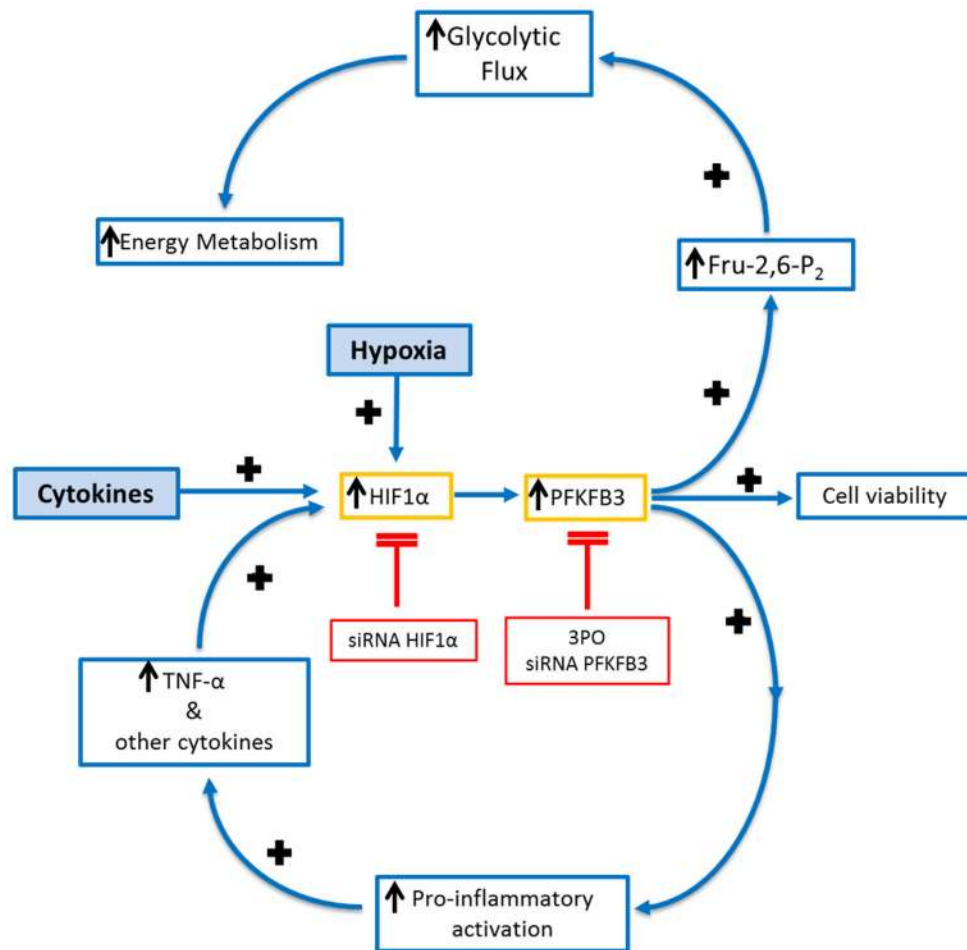 ↑Glycolytic
Flux
↑Energy Metabolism
↑Fru-2,6-P₂
Hypoxia
Cytokines
↑HIF1α
↑PFKFB3
Cell viability
siRNA HIF1α
3PO
siRNA PFKFB3
↑TNF-α
&
other cytokines
↑Pro-inflammatory
activation